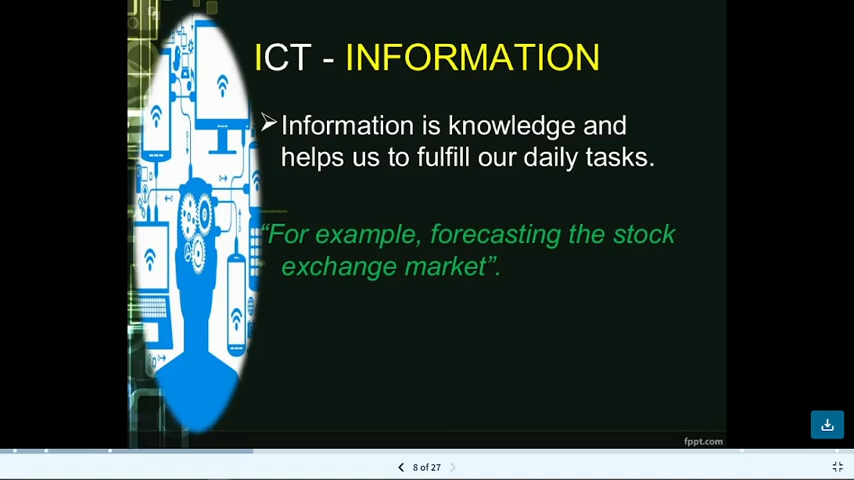 ICT - INFORMATION
➢Information is knowledge and
helps us to fulfill our daily tasks.
“For example, forecasting the stock
exchange market”.
fppt.com
8 of 27